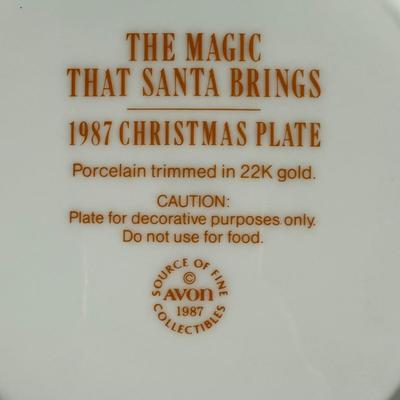 THE MAGIC
THAT SANTA BRINGS
1987 CHRISTMAS PLATE
Porcelain trimmed in 22K gold.
CAUTION:
Plate for decorative purposes only.
Do not use for food.
SOURCE OF FINE
©
AVON
1987
COLLECTIBLES